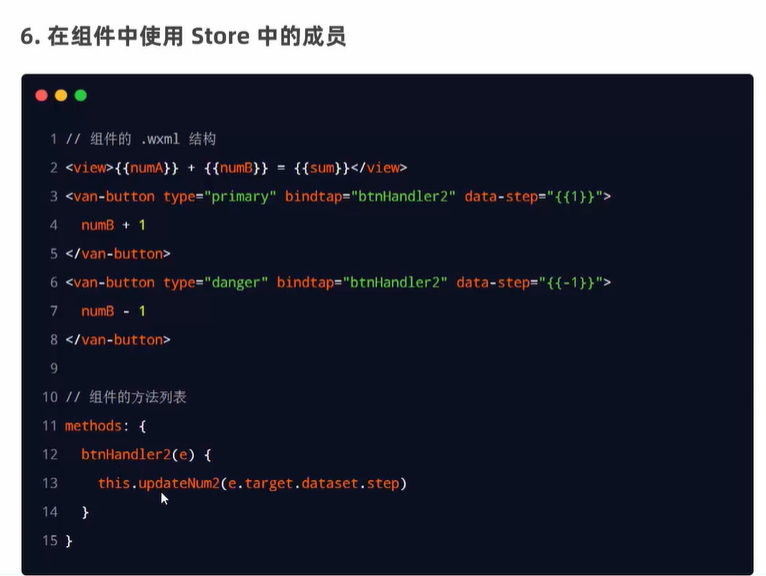 6. 在组件中使用 Store 中的成员
1 // 组件的 .wxml 结构
2 <view>{{numA}} + {{numB}} = {{sum}}</view>
3 <van-button type="primary" bindtap="btnHandler2" data-step="{{1}}">
4   numB + 1
5 </van-button>
6 <van-button type="danger" bindtap="btnHandler2" data-step="{{-1}}">
7   numB - 1
8 </van-button>
9
10 // 组件的方法列表
11 methods: {
12   btnHandler2(e) {
13     this.updateNum2(e.target.dataset.step)
14   }
15 }